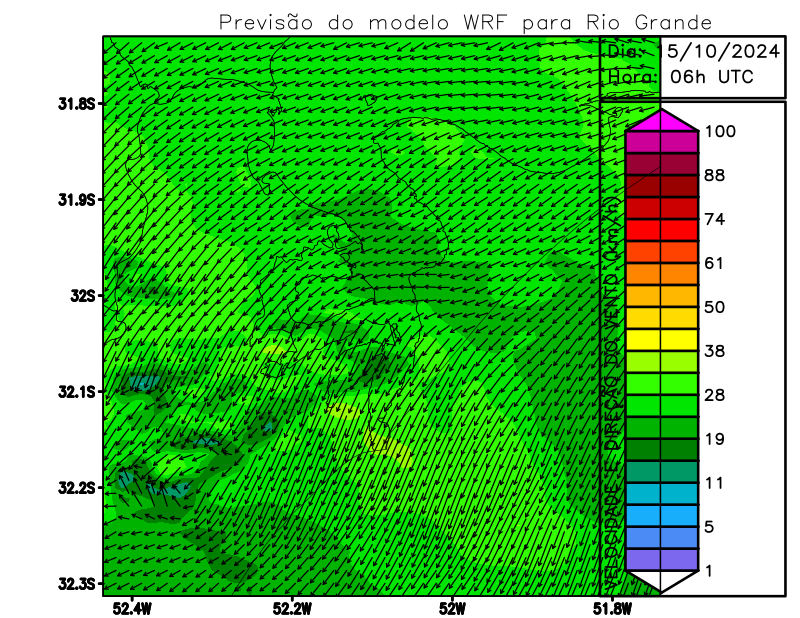 Previsão do modelo WRF para Rio Grande
Dia: 5/10/2024
Hora: 06h UTC
31.8S
31.9S
32S
32.1S
32.2S
32.3S
52.4W
52.2W
52W
51.8W
VELOCIDADE E DIREÇÃO DO VENTO (km/h)
100
88
74
61
50
38
28
19
11
5
1